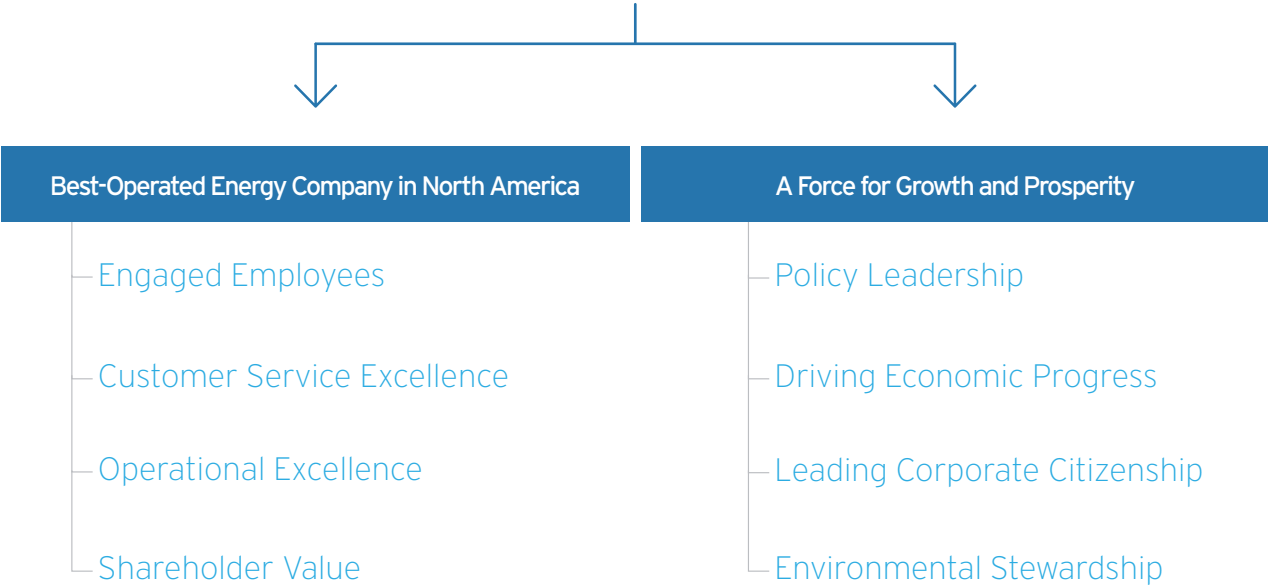 Best-Operated Energy Company in North America
Engaged Employees
Customer Service Excellence
Operational Excellence
Shareholder Value
A Force for Growth and Prosperity
Policy Leadership
Driving Economic Progress
Leading Corporate Citizenship
Environmental Stewardship